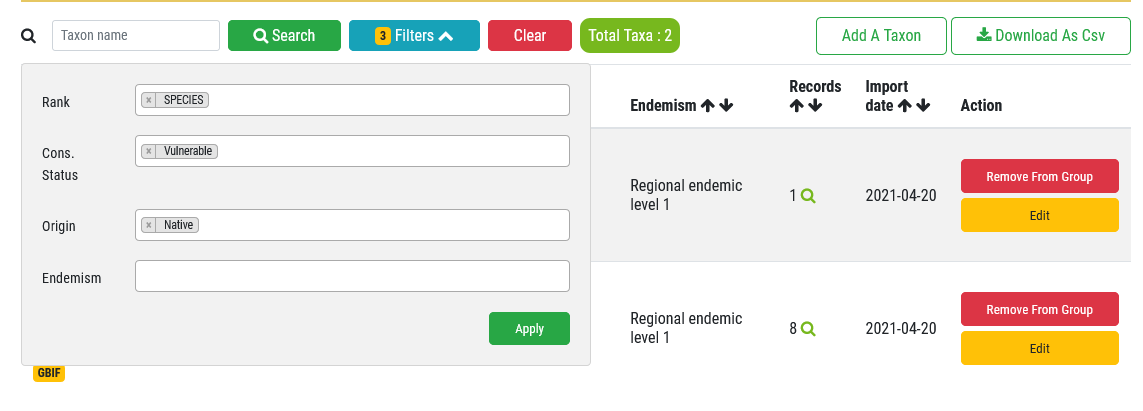 Taxon name
Search
3 Filters
Clear
Total Taxa : 2
Add A Taxon
Download As Csv
Rank
× SPECIES
Cons.
Status
× Vulnerable
Origin
× Native
Endemism
Apply
GBIF
Endemism
Records
Import
date
Action
Regional endemic
level 1
1
2021-04-20
Remove From Group
Edit
Regional endemic
level 1
8
2021-04-20
Remove From Group
Edit